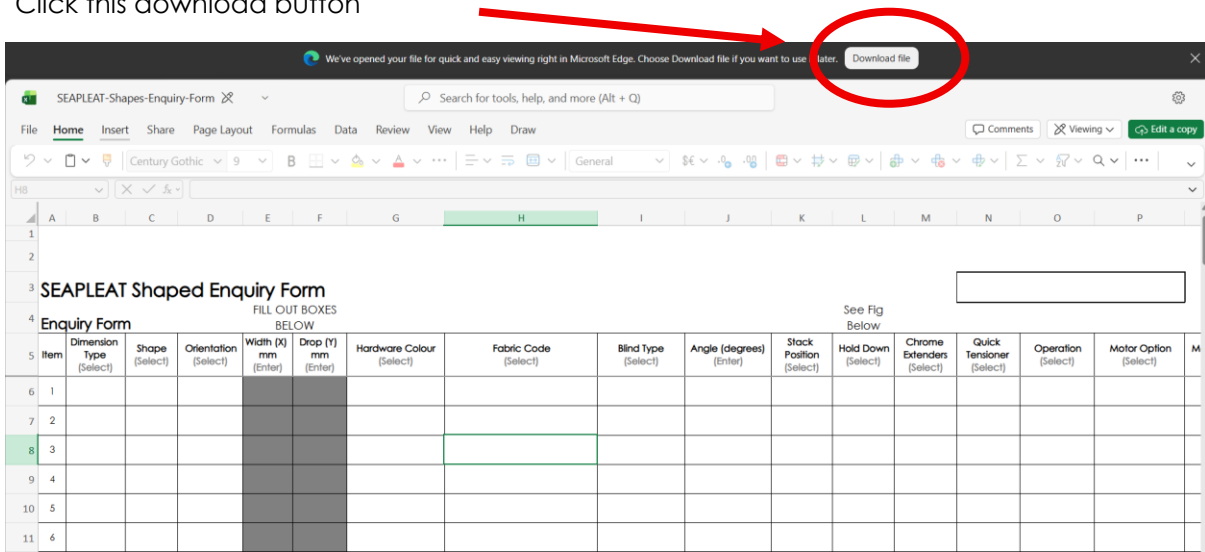 Click this download button
We've opened your file for quick and easy viewing right in Microsoft Edge. Choose Download file if you want to use it later. Download file
SEAPLEAT-Shapes-Enquiry-Form
Search for tools, help, and more (Alt + Q)
File Home Insert Share Page Layout Formulas Data Review View Help Draw
Comments Viewing Edit a copy
Century Gothic 9 B General $€
H8
A B C D E F G H I J K L M N O P
1
2
3 SEAPLEAT Shaped Enquiry Form
4 Enquiry Form FILL OUT BOXES BELOW See Fig Below
5 Item Dimension Type (Select) Shape (Select) Orientation (Select) Width (X) mm (Enter) Drop (Y) mm (Enter) Hardware Colour (Select) Fabric Code (Select) Blind Type (Select) Angle (degrees) (Enter) Stack Position (Select) Hold Down (Select) Chrome Extenders (Select) Quick Tensioner (Select) Operation (Select) Motor Option (Select)
6 1
7 2
8 3
9 4
10 5
11 6